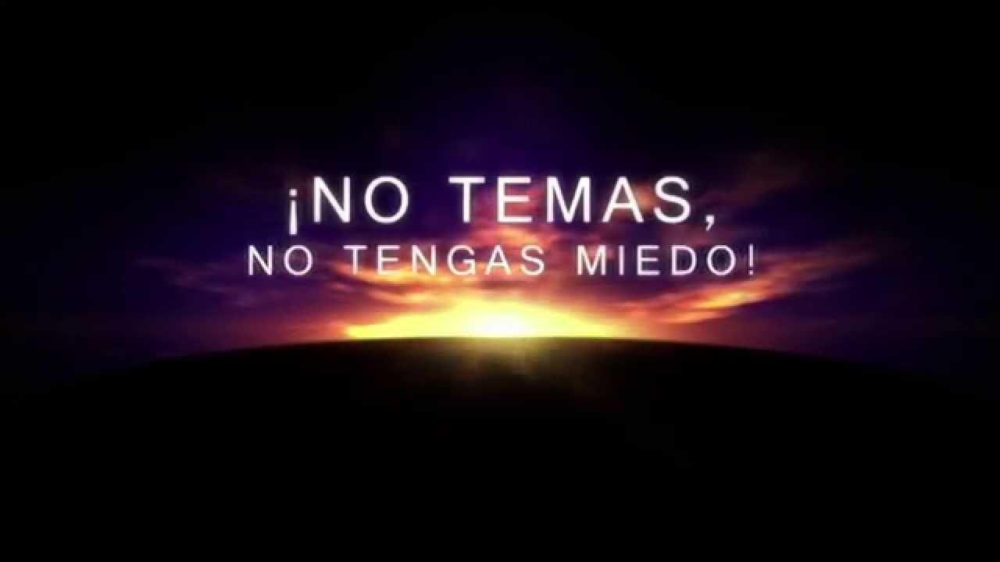 ¡NO TEMAS,
NO TENGAS MIEDO!